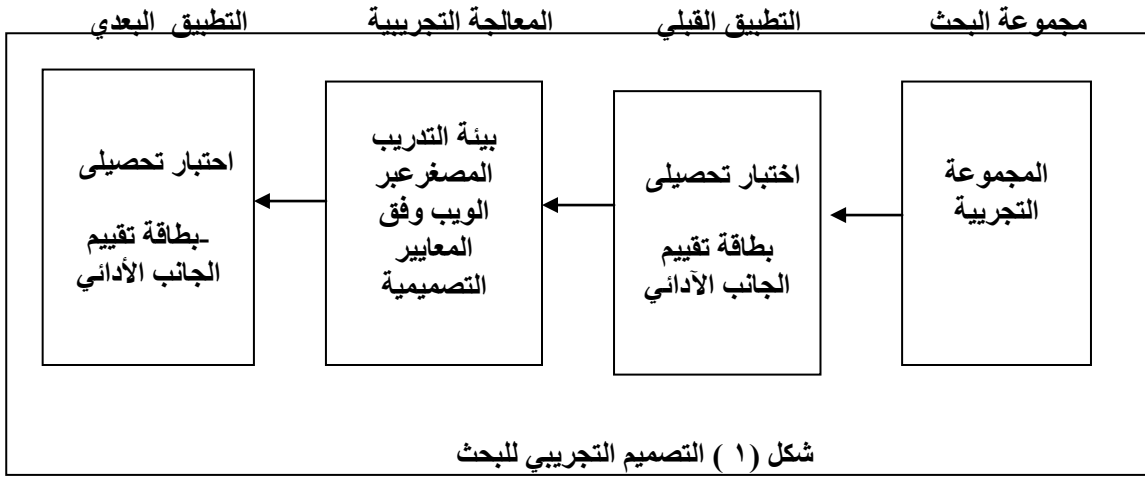 مجموعة البحث
التطبيق القبلي
المعالجة التجريبية
التطبيق البعدي
المجموعة
التجريبية
اختبار تحصيلى
بطاقة تقييم
الجانب الآدائي
بيئة التدريب
المصغرعبر
الويب وفق
المعايير
التصميمية
احتبار تحصيلى
-بطاقة تقييم
الجانب الأدائي
شكل (١ ) التصميم التجريبي للبحث